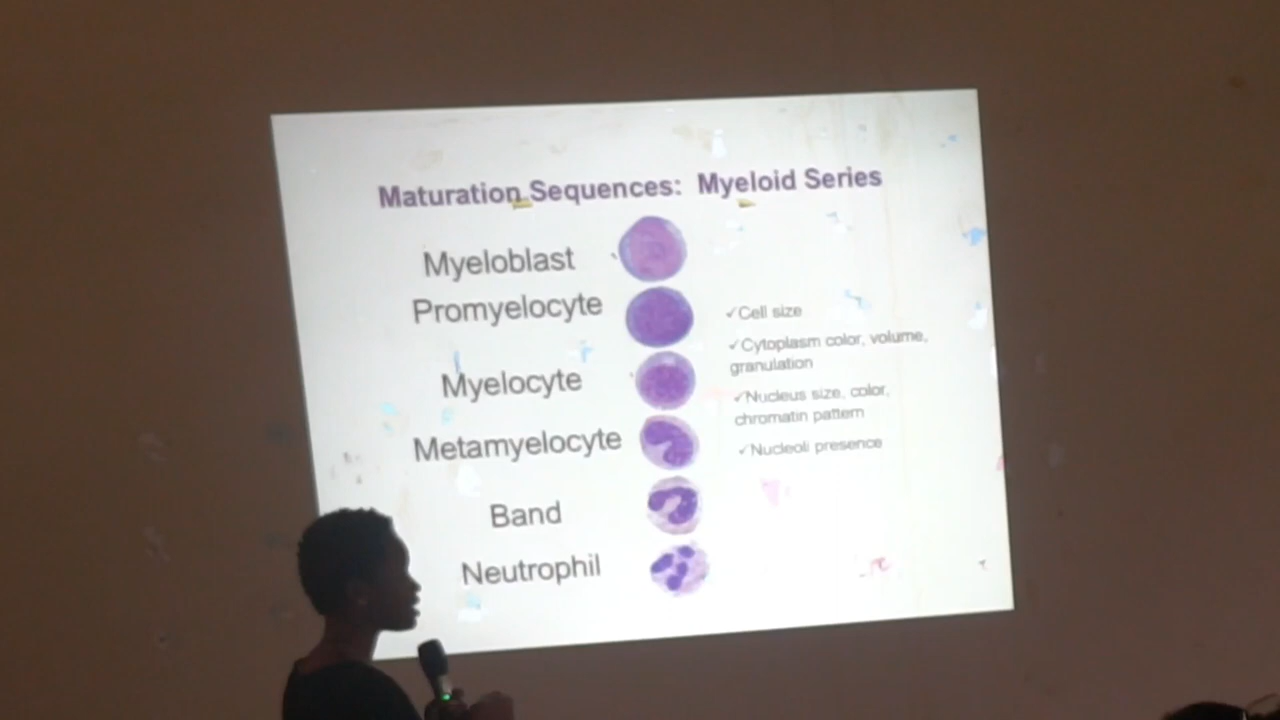 Maturation Sequences: Myeloid Series
Myeloblast
Promyelocyte
Myelocyte
Metamyelocyte
Band
Neutrophil
✓Cell size
✓Cytoplasm color, volume,
granulation
✓Nucleus size, color,
chromatin pattern
✓Nucleoli presence